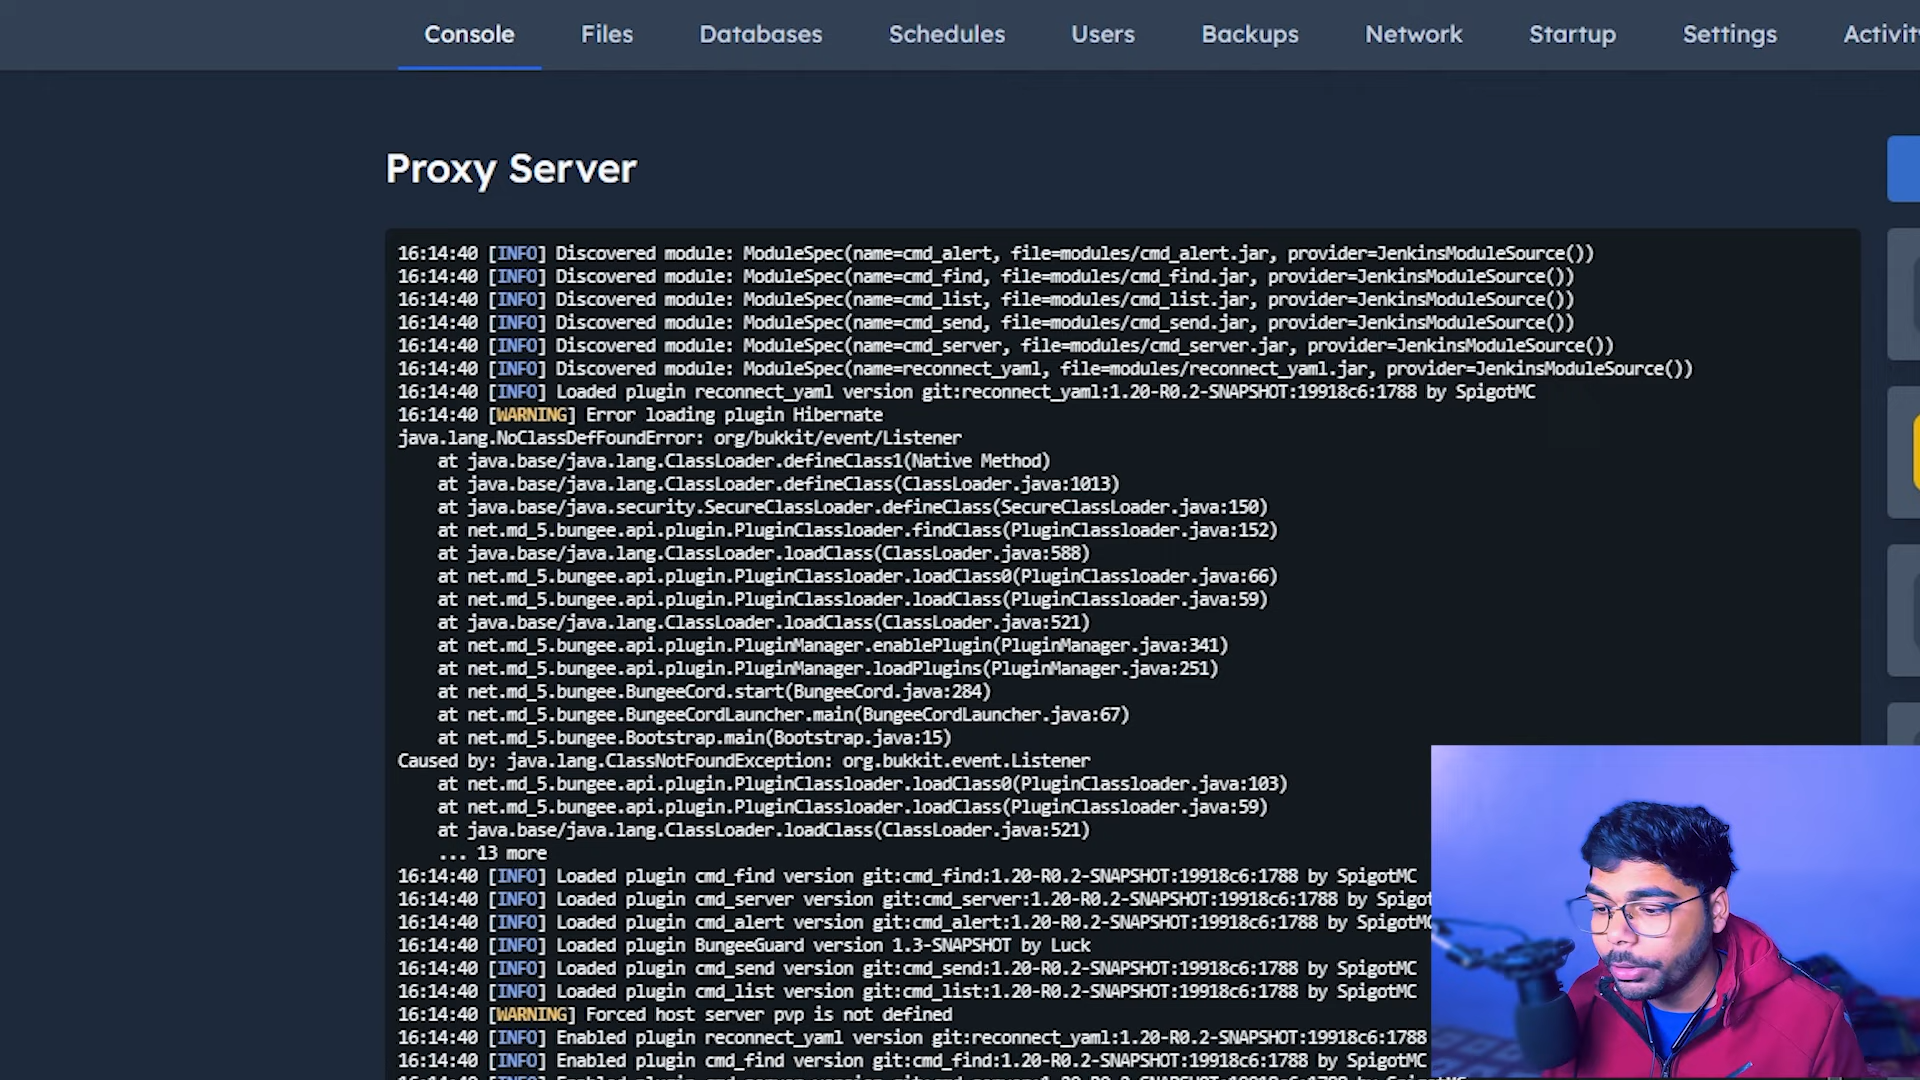 Console Files Databases Schedules Users Backups Network Startup Settings Activit
Proxy Server
16:14:40 [INFO] Discovered module: ModuleSpec(name=cmd_alert, file=modules/cmd_alert.jar, provider=JenkinsModuleSource())
16:14:40 [INFO] Discovered module: ModuleSpec(name=cmd_find, file=modules/cmd_find.jar, provider=JenkinsModuleSource())
16:14:40 [INFO] Discovered module: ModuleSpec(name=cmd_list, file=modules/cmd_list.jar, provider=JenkinsModuleSource())
16:14:40 [INFO] Discovered module: ModuleSpec(name=cmd_send, file=modules/cmd_send.jar, provider=JenkinsModuleSource())
16:14:40 [INFO] Discovered module: ModuleSpec(name=cmd_server, file=modules/cmd_server.jar, provider=JenkinsModuleSource())
16:14:40 [INFO] Discovered module: ModuleSpec(name=reconnect_yaml, file=modules/reconnect_yaml.jar, provider=JenkinsModuleSource())
16:14:40 [INFO] Loaded plugin reconnect_yaml version git:reconnect_yaml:1.20-R0.2-SNAPSHOT:19918c6:1788 by SpigotMC
16:14:40 [WARNING] Error loading plugin Hibernate
java.lang.NoClassDefFoundError: org/bukkit/event/Listener
at java.base/java.lang.ClassLoader.defineClass1(Native Method)
at java.base/java.lang.ClassLoader.defineClass(ClassLoader.java:1013)
at java.base/java.security.SecureClassLoader.defineClass(SecureClassLoader.java:150)
at net.md_5.bungee.api.plugin.PluginClassloader.findClass(PluginClassloader.java:152)
at java.base/java.lang.ClassLoader.loadClass(ClassLoader.java:588)
at net.md_5.bungee.api.plugin.PluginClassloader.loadClass0(PluginClassloader.java:66)
at net.md_5.bungee.api.plugin.PluginClassloader.loadClass(PluginClassloader.java:59)
at java.base/java.lang.ClassLoader.loadClass(ClassLoader.java:521)
at net.md_5.bungee.api.plugin.PluginManager.enablePlugin(PluginManager.java:341)
at net.md_5.bungee.api.plugin.PluginManager.loadPlugins(PluginManager.java:251)
at net.md_5.bungee.BungeeCord.start(BungeeCord.java:284)
at net.md_5.bungee.BungeeCordLauncher.main(BungeeCordLauncher.java:67)
at net.md_5.bungee.Bootstrap.main(Bootstrap.java:15)
Caused by: java.lang.ClassNotFoundException: org.bukkit.event.Listener
at net.md_5.bungee.api.plugin.PluginClassloader.loadClass0(PluginClassloader.java:103)
at net.md_5.bungee.api.plugin.PluginClassloader.loadClass(PluginClassloader.java:59)
at java.base/java.lang.ClassLoader.loadClass(ClassLoader.java:521)
... 13 more
16:14:40 [INFO] Loaded plugin cmd_find version git:cmd_find:1.20-R0.2-SNAPSHOT:19918c6:1788 by SpigotMC
16:14:40 [INFO] Loaded plugin cmd_server version git:cmd_server:1.20-R0.2-SNAPSHOT:19918c6:1788 by Spigot
16:14:40 [INFO] Loaded plugin cmd_alert version git:cmd_alert:1.20-R0.2-SNAPSHOT:19918c6:1788 by SpigotMC
16:14:40 [INFO] Loaded plugin BungeeGuard version 1.3-SNAPSHOT by Luck
16:14:40 [INFO] Loaded plugin cmd_send version git:cmd_send:1.20-R0.2-SNAPSHOT:19918c6:1788 by SpigotMC
16:14:40 [INFO] Loaded plugin cmd_list version git:cmd_list:1.20-R0.2-SNAPSHOT:19918c6:1788 by SpigotMC
16:14:40 [WARNING] Forced host server pvp is not defined
16:14:40 [INFO] Enabled plugin reconnect_yaml version git:reconnect_yaml:1.20-R0.2-SNAPSHOT:19918c6:1788
16:14:40 [INFO] Enabled plugin cmd_find version git:cmd_find:1.20-R0.2-SNAPSHOT:19918c6:1788 by SpigotMC